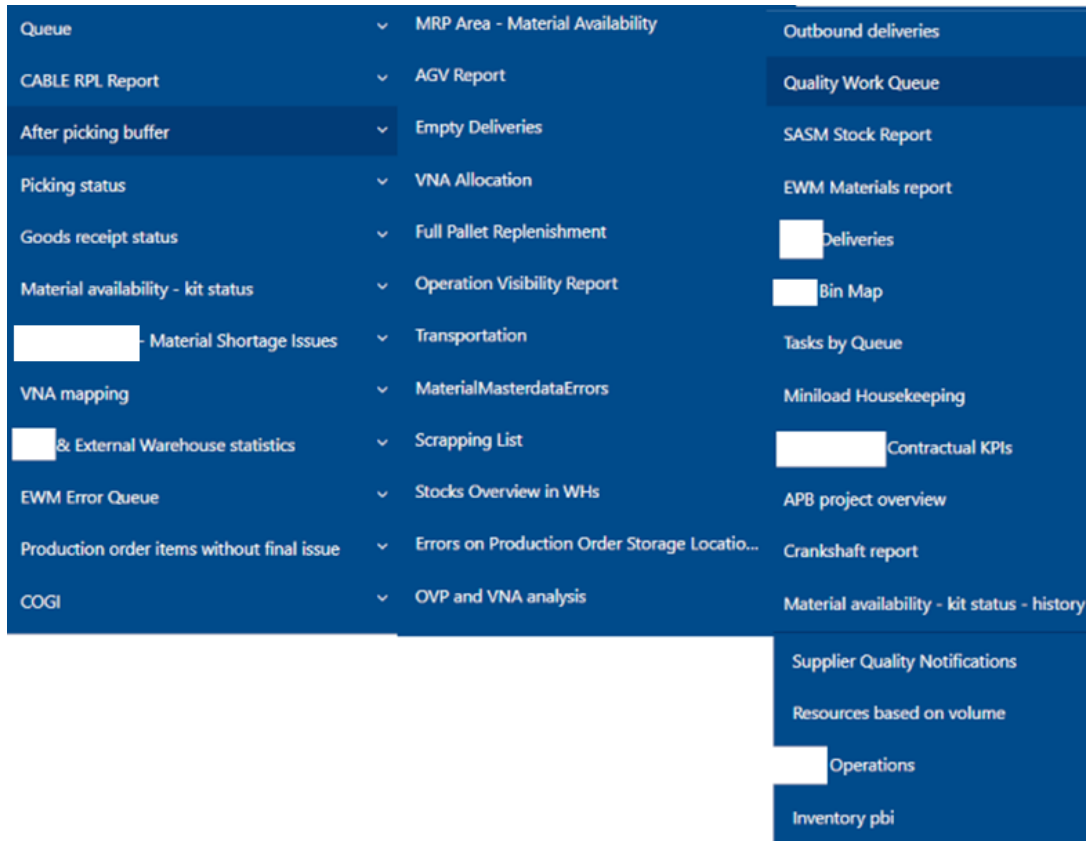 Queue
CABLE RPL Report
After picking buffer
Picking status
Goods receipt status
Material availability - kit status
- Material Shortage Issues
VNA mapping
& External Warehouse statistics
EWM Error Queue
Production order items without final issue
COGI
MRP Area - Material Availability
AGV Report
Empty Deliveries
VNA Allocation
Full Pallet Replenishment
Operation Visibility Report
Transportation
MaterialMasterdataErrors
Scrapping List
Stocks Overview in WHs
Errors on Production Order Storage Locatio...
OVP and VNA analysis
Outbound deliveries
Quality Work Queue
SASM Stock Report
EWM Materials report
Deliveries
Bin Map
Tasks by Queue
Miniload Housekeeping
Contractual KPIs
APB project overview
Crankshaft report
Material availability - kit status - history
Supplier Quality Notifications
Resources based on volume
Operations
Inventory pbi